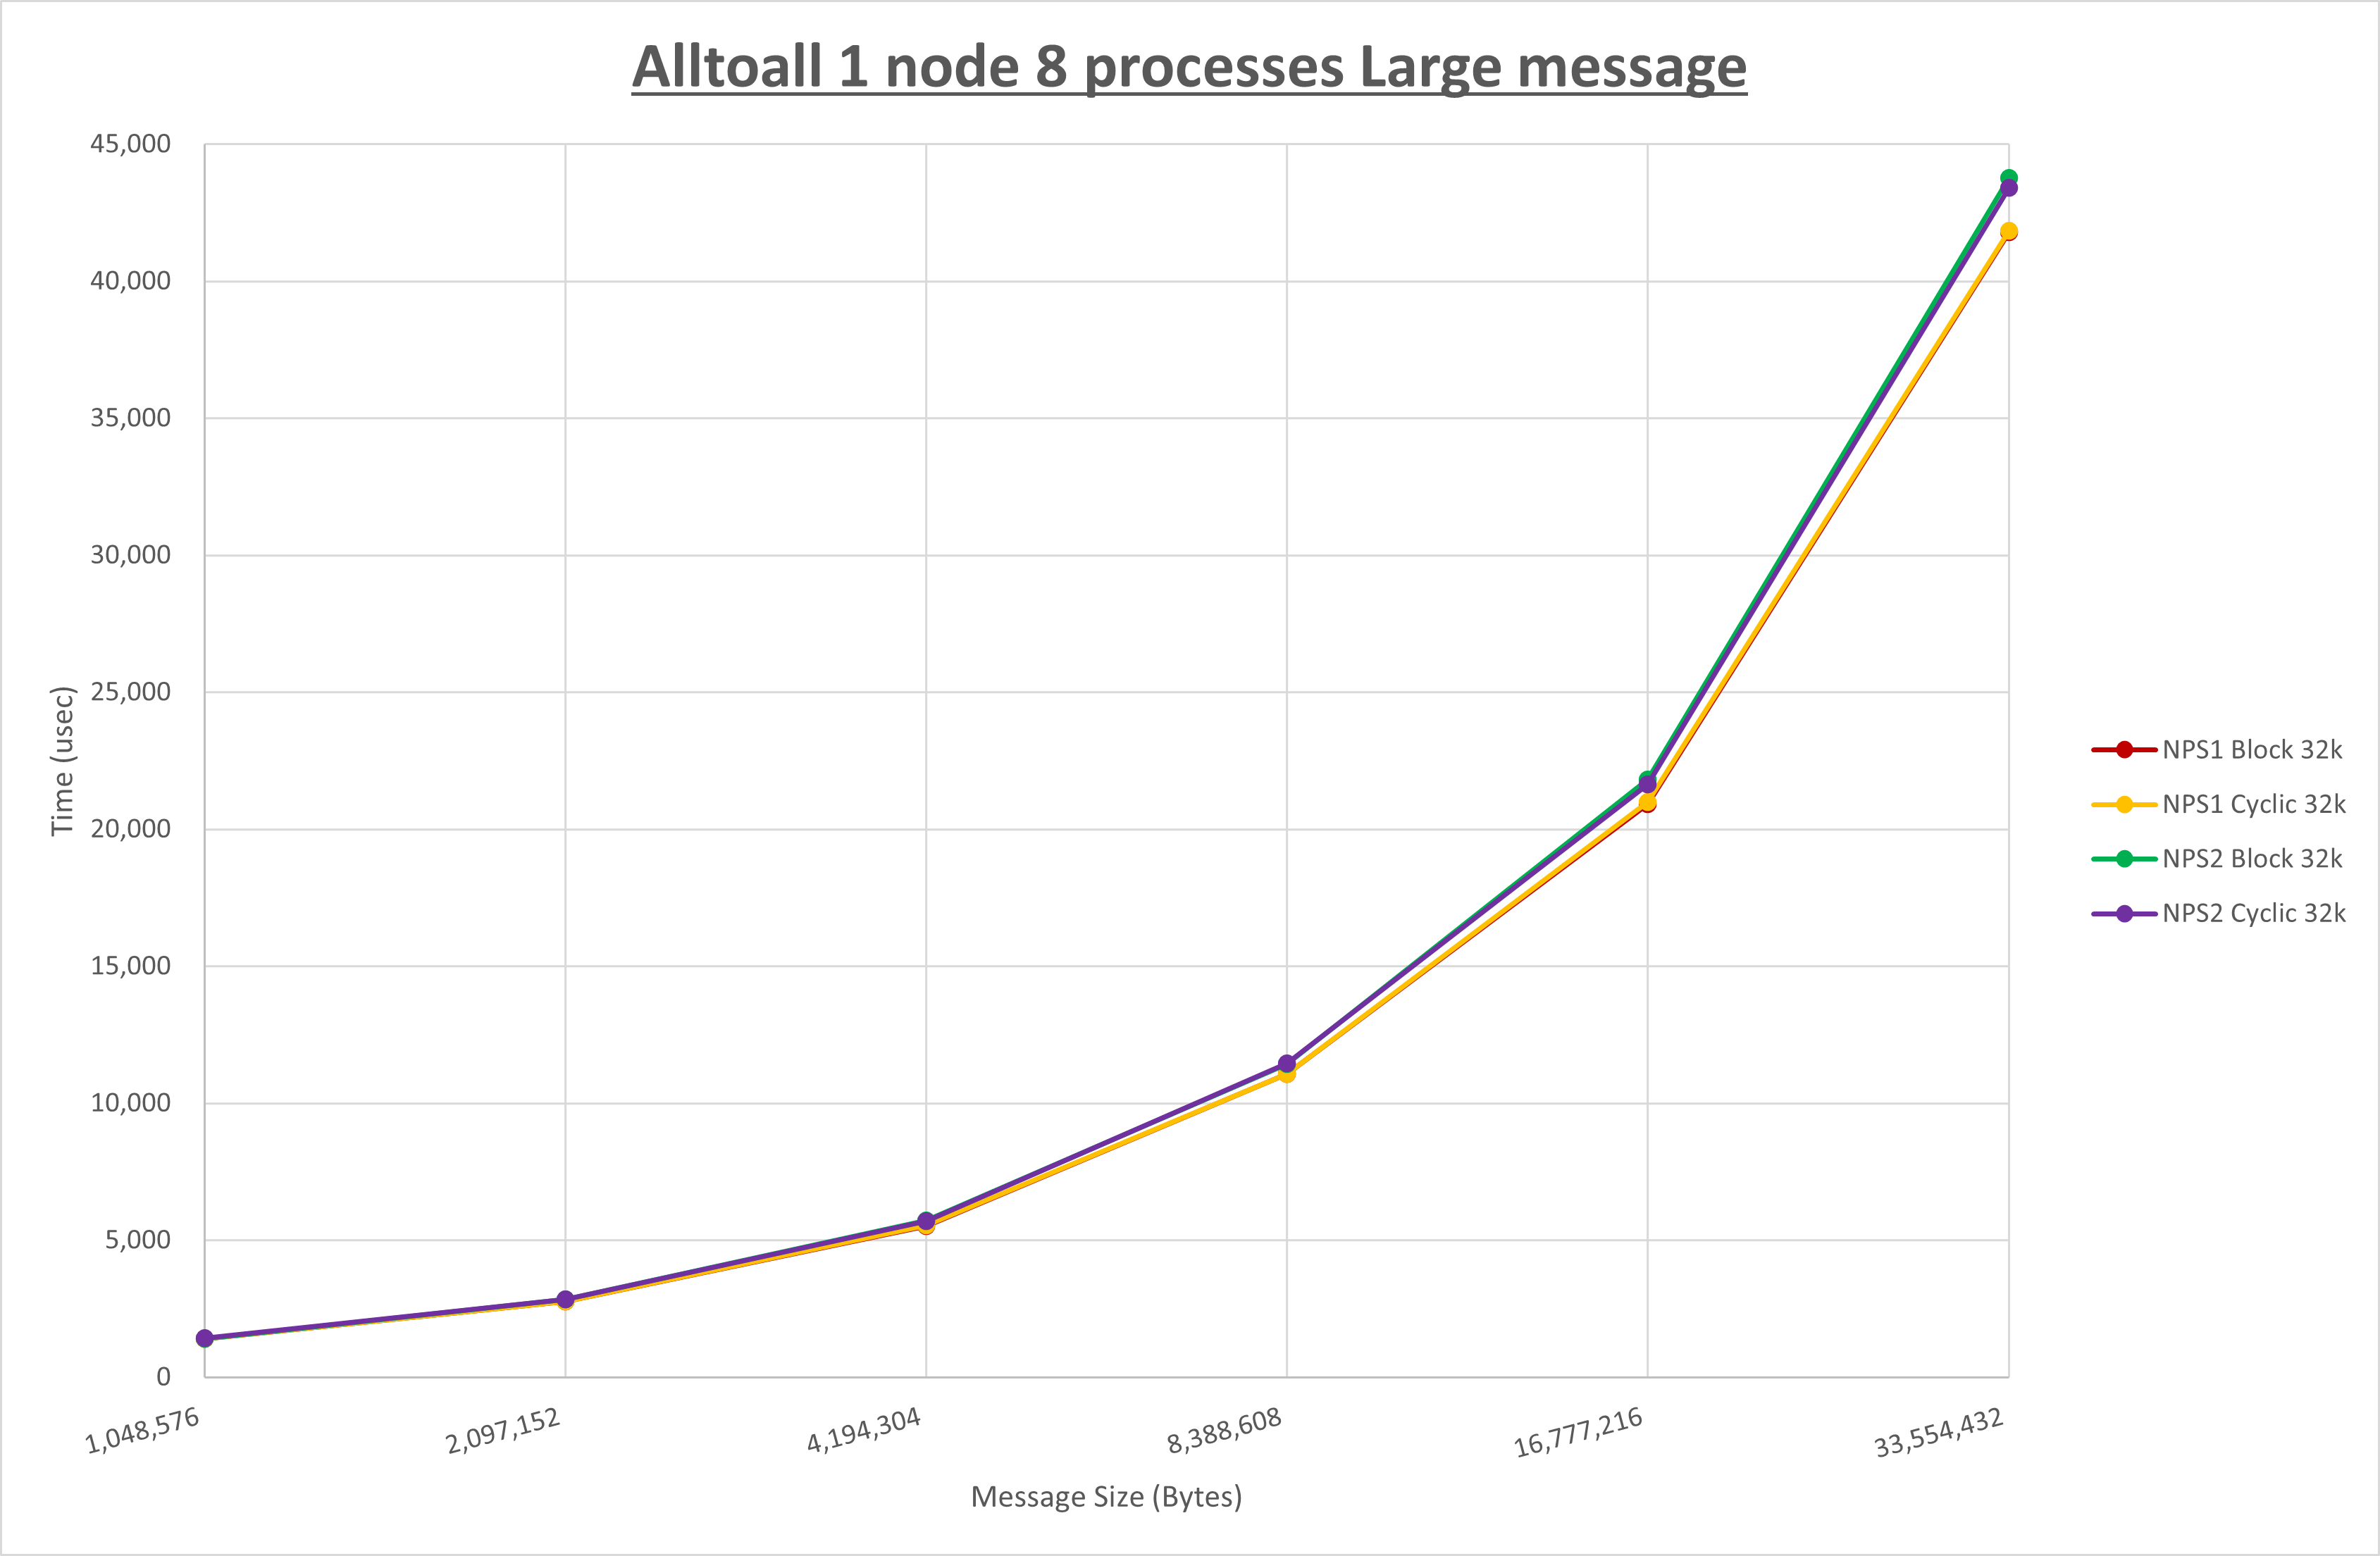 Alltoall 1 node 8 processes Large message
45,000
40,000
35,000
30,000
25,000
20,000
15,000
10,000
5,000
0
Time (usec)
1,048,576
2,097,152
4,194,304
8,388,608
16,777,216
33,554,432
Message Size (Bytes)
NPS1 Block 32k
NPS1 Cyclic 32k
NPS2 Block 32k
NPS2 Cyclic 32k